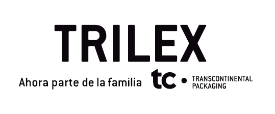 TRILEX
Ahora parte de la familia tc • TRANSCONTINENTAL
PACKAGING